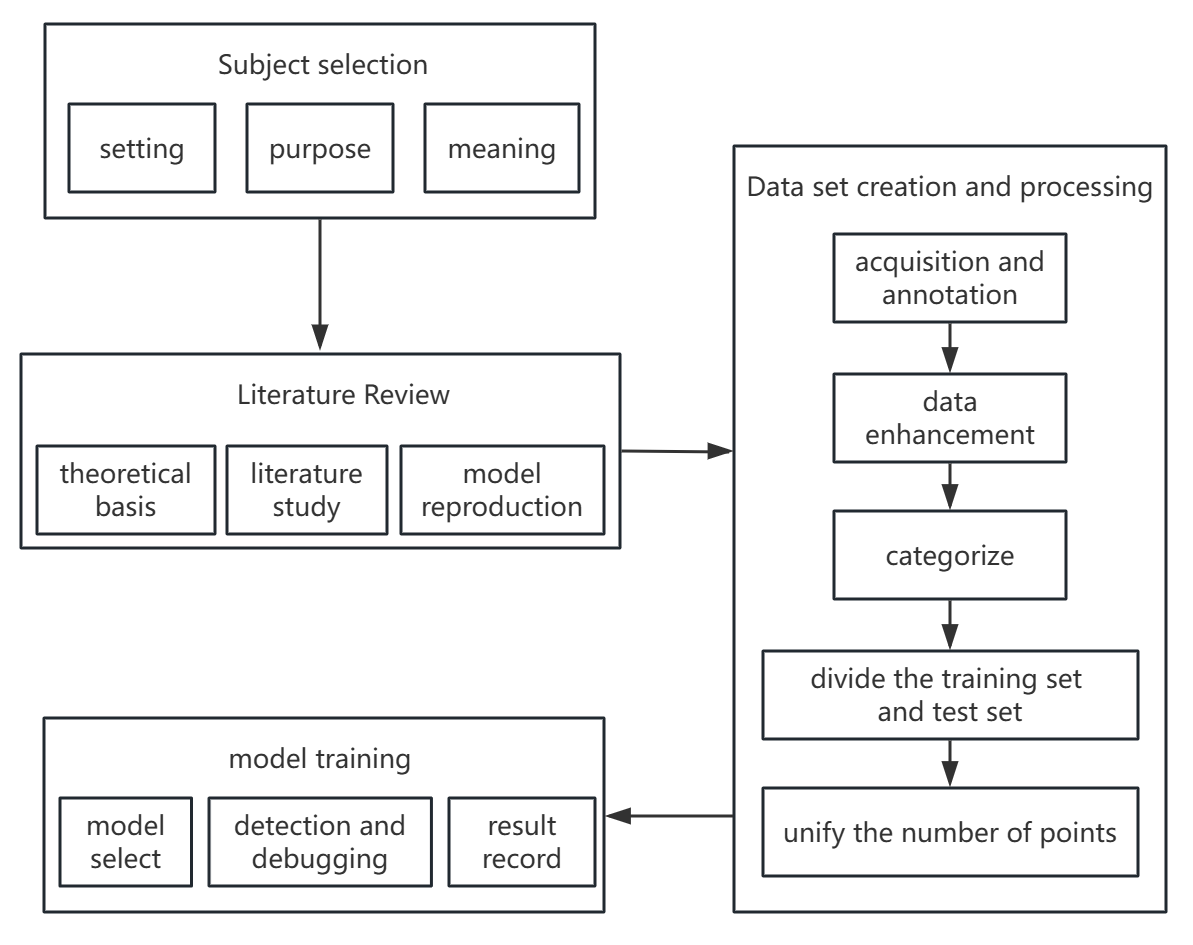 Subject selection
setting
purpose
meaning
Literature Review
theoretical
basis
literature
study
model
reproduction
Data set creation and processing
acquisition and
annotation
data
enhancement
categorize
divide the training set
and test set
unify the number of points
model training
model
select
detection and
debugging
result
record